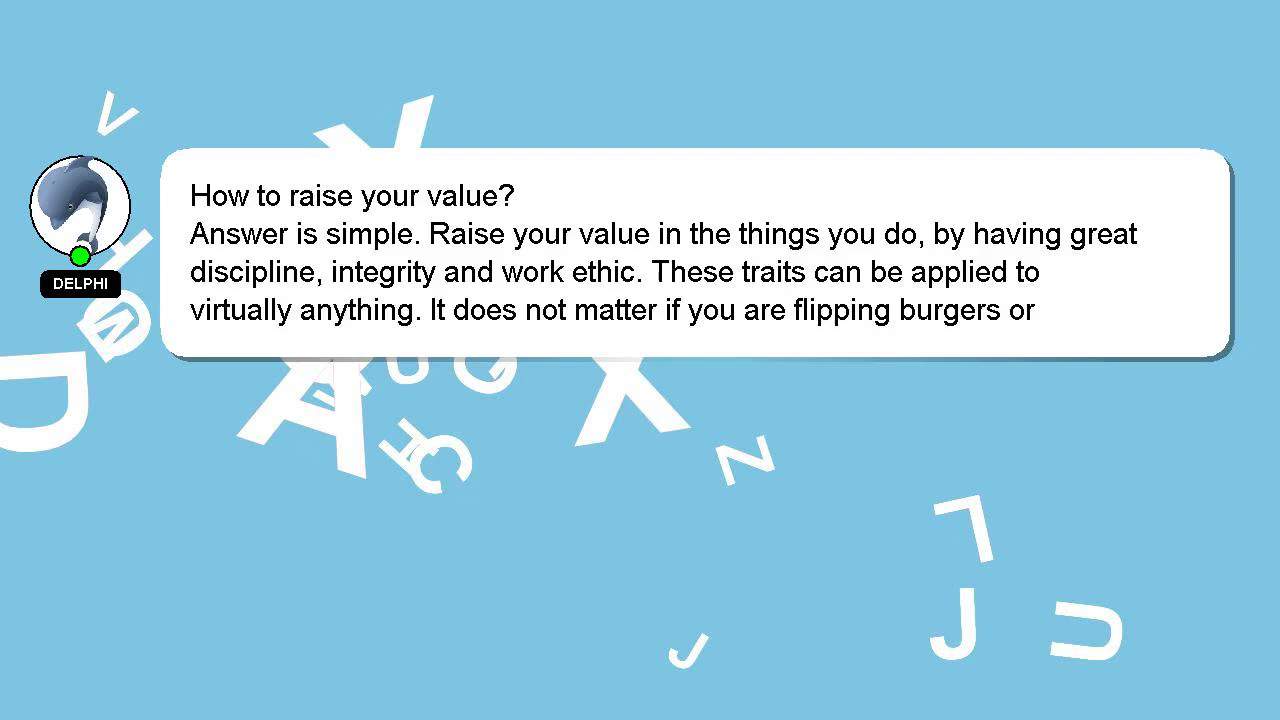 How to raise your value?
Answer is simple. Raise your value in the things you do, by having great
discipline, integrity and work ethic. These traits can be applied to
virtually anything. It does not matter if you are flipping burgers or
DELPHI
V
Y
D
A
U
G
X
H
C
Z
L
J
U
J